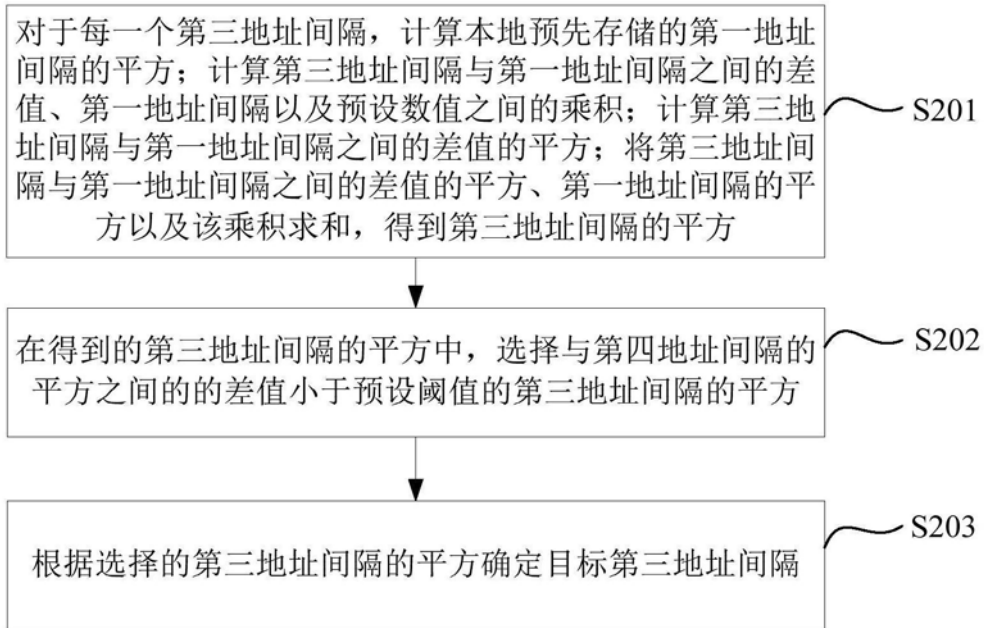 对于每一个第三地址间隔，计算本地预先存储的第一地址
间隔的平方；计算第三地址间隔与第一地址间隔之间的差
值、第一地址间隔以及预设数值之间的乘积；计算第三地
址间隔与第一地址间隔之间的差值的平方；将第三地址间
隔与第一地址间隔之间的差值的平方、第一地址间隔的平
方以及该乘积求和，得到第三地址间隔的平方
S201
在得到的第三地址间隔的平方中，选择与第四地址间隔的
平方之间的的差值小于预设阈值的第三地址间隔的平方
S202
根据选择的第三地址间隔的平方确定目标第三地址间隔
S203